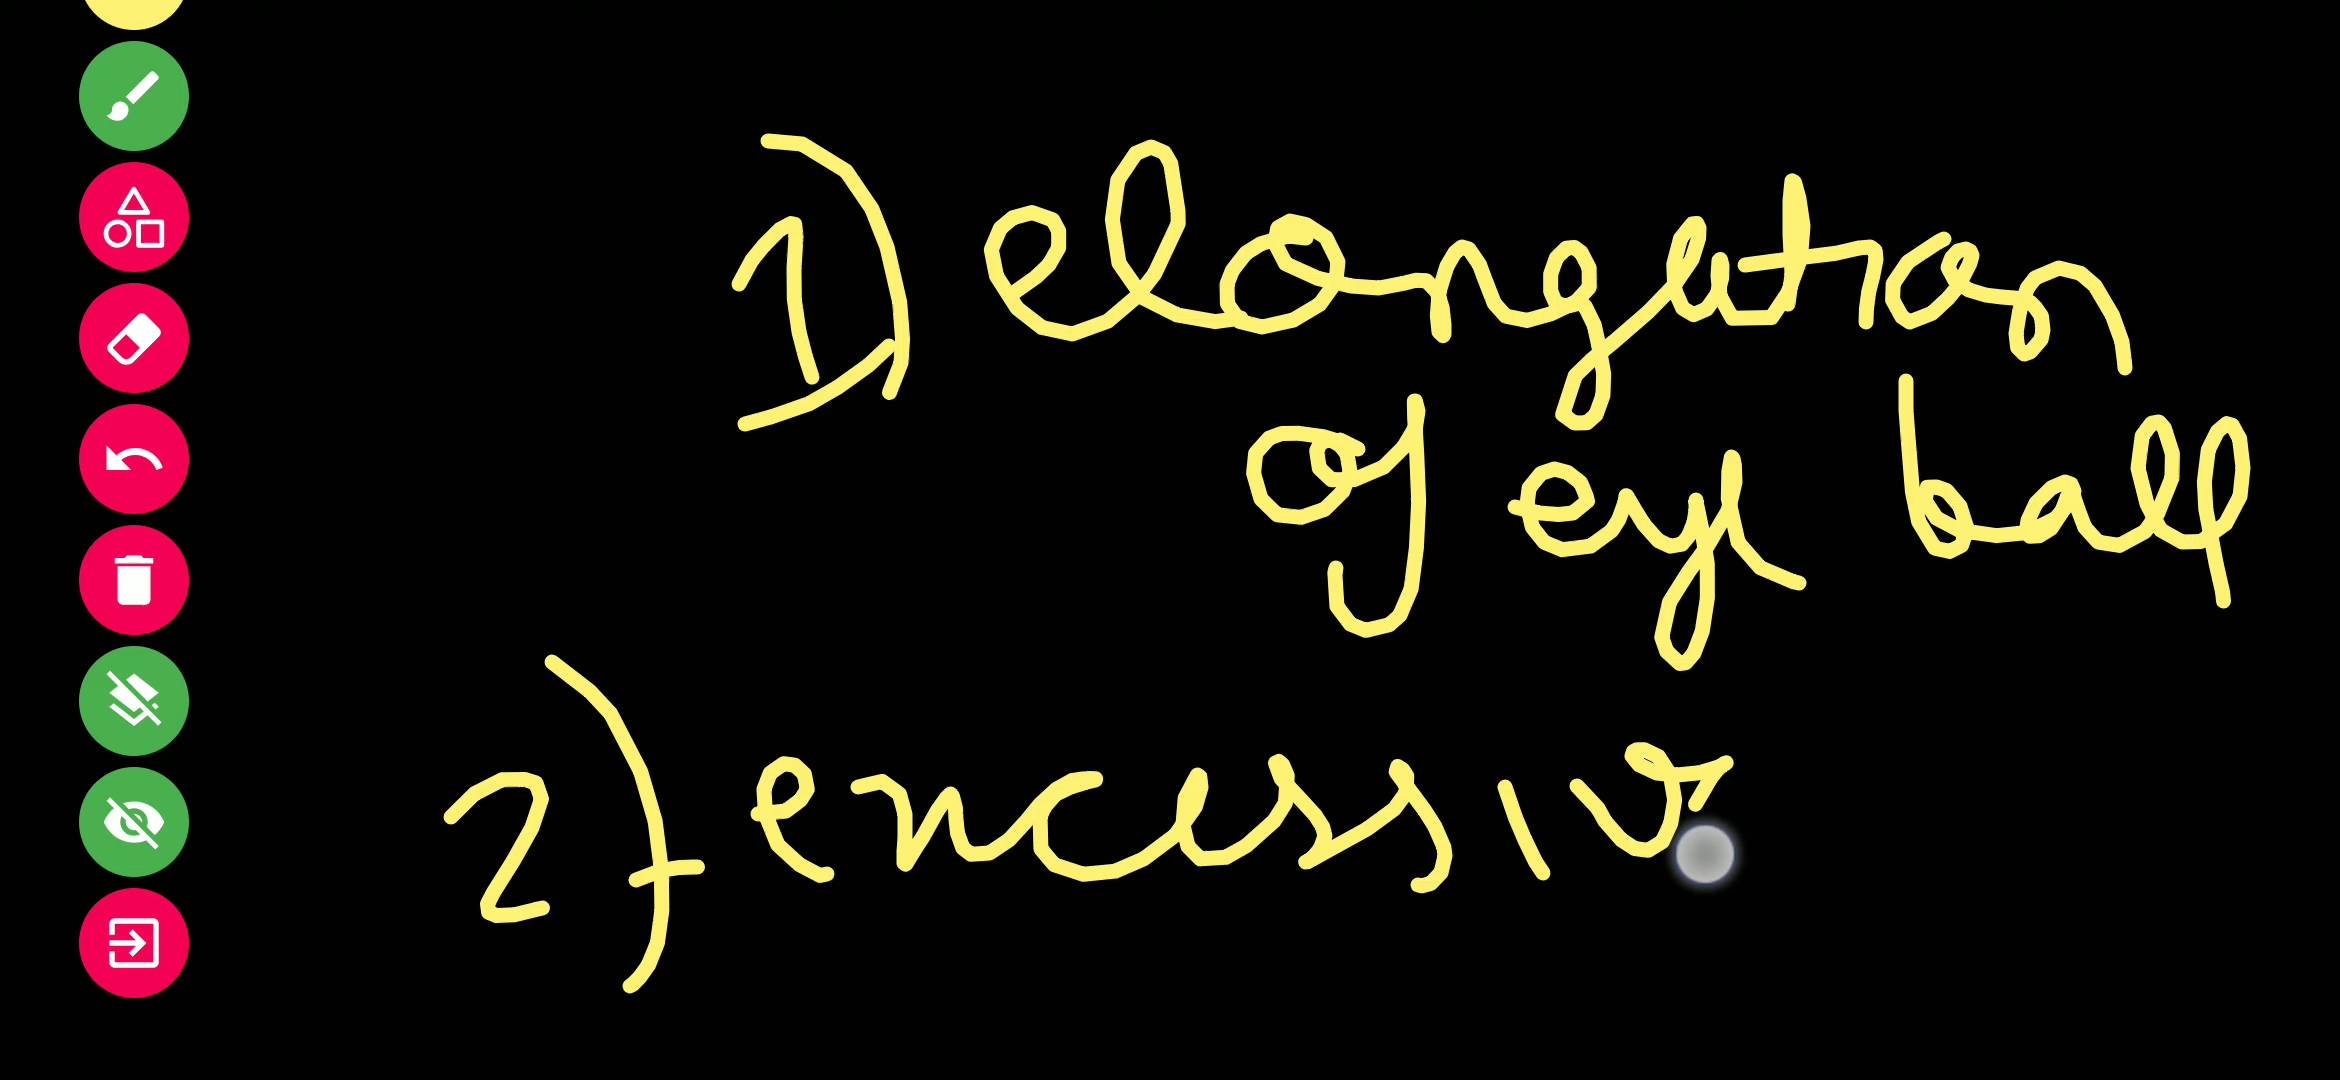 1) elongation
of eye ball
2) excessive